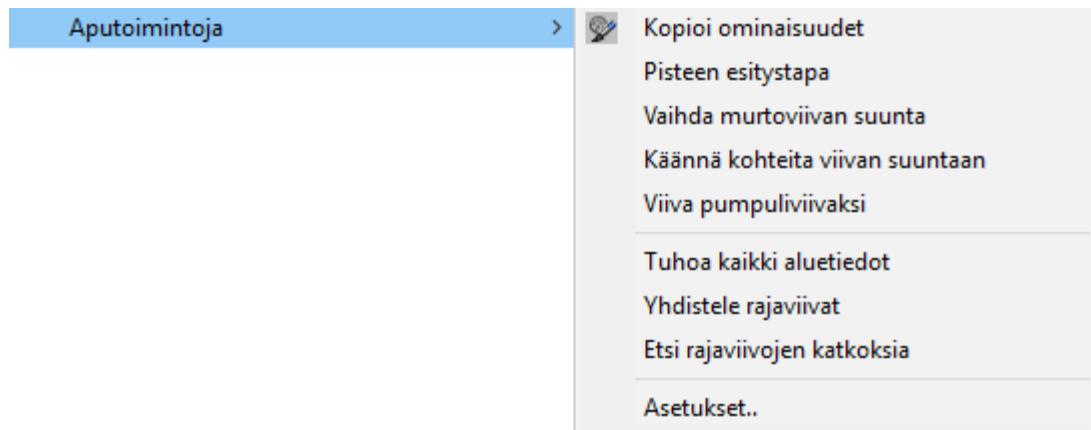 Aputoimintoja
Kopioi ominaisuudet
Pisteen esitystapa
Vaihda murtoviivan suunta
Käännä kohteita viivan suuntaan
Viiva pumpuliviivaksi
Tuhoa kaikki aluetiedot
Yhdistele rajaviivat
Etsi rajaviivojen katkoksia
Asetukset..